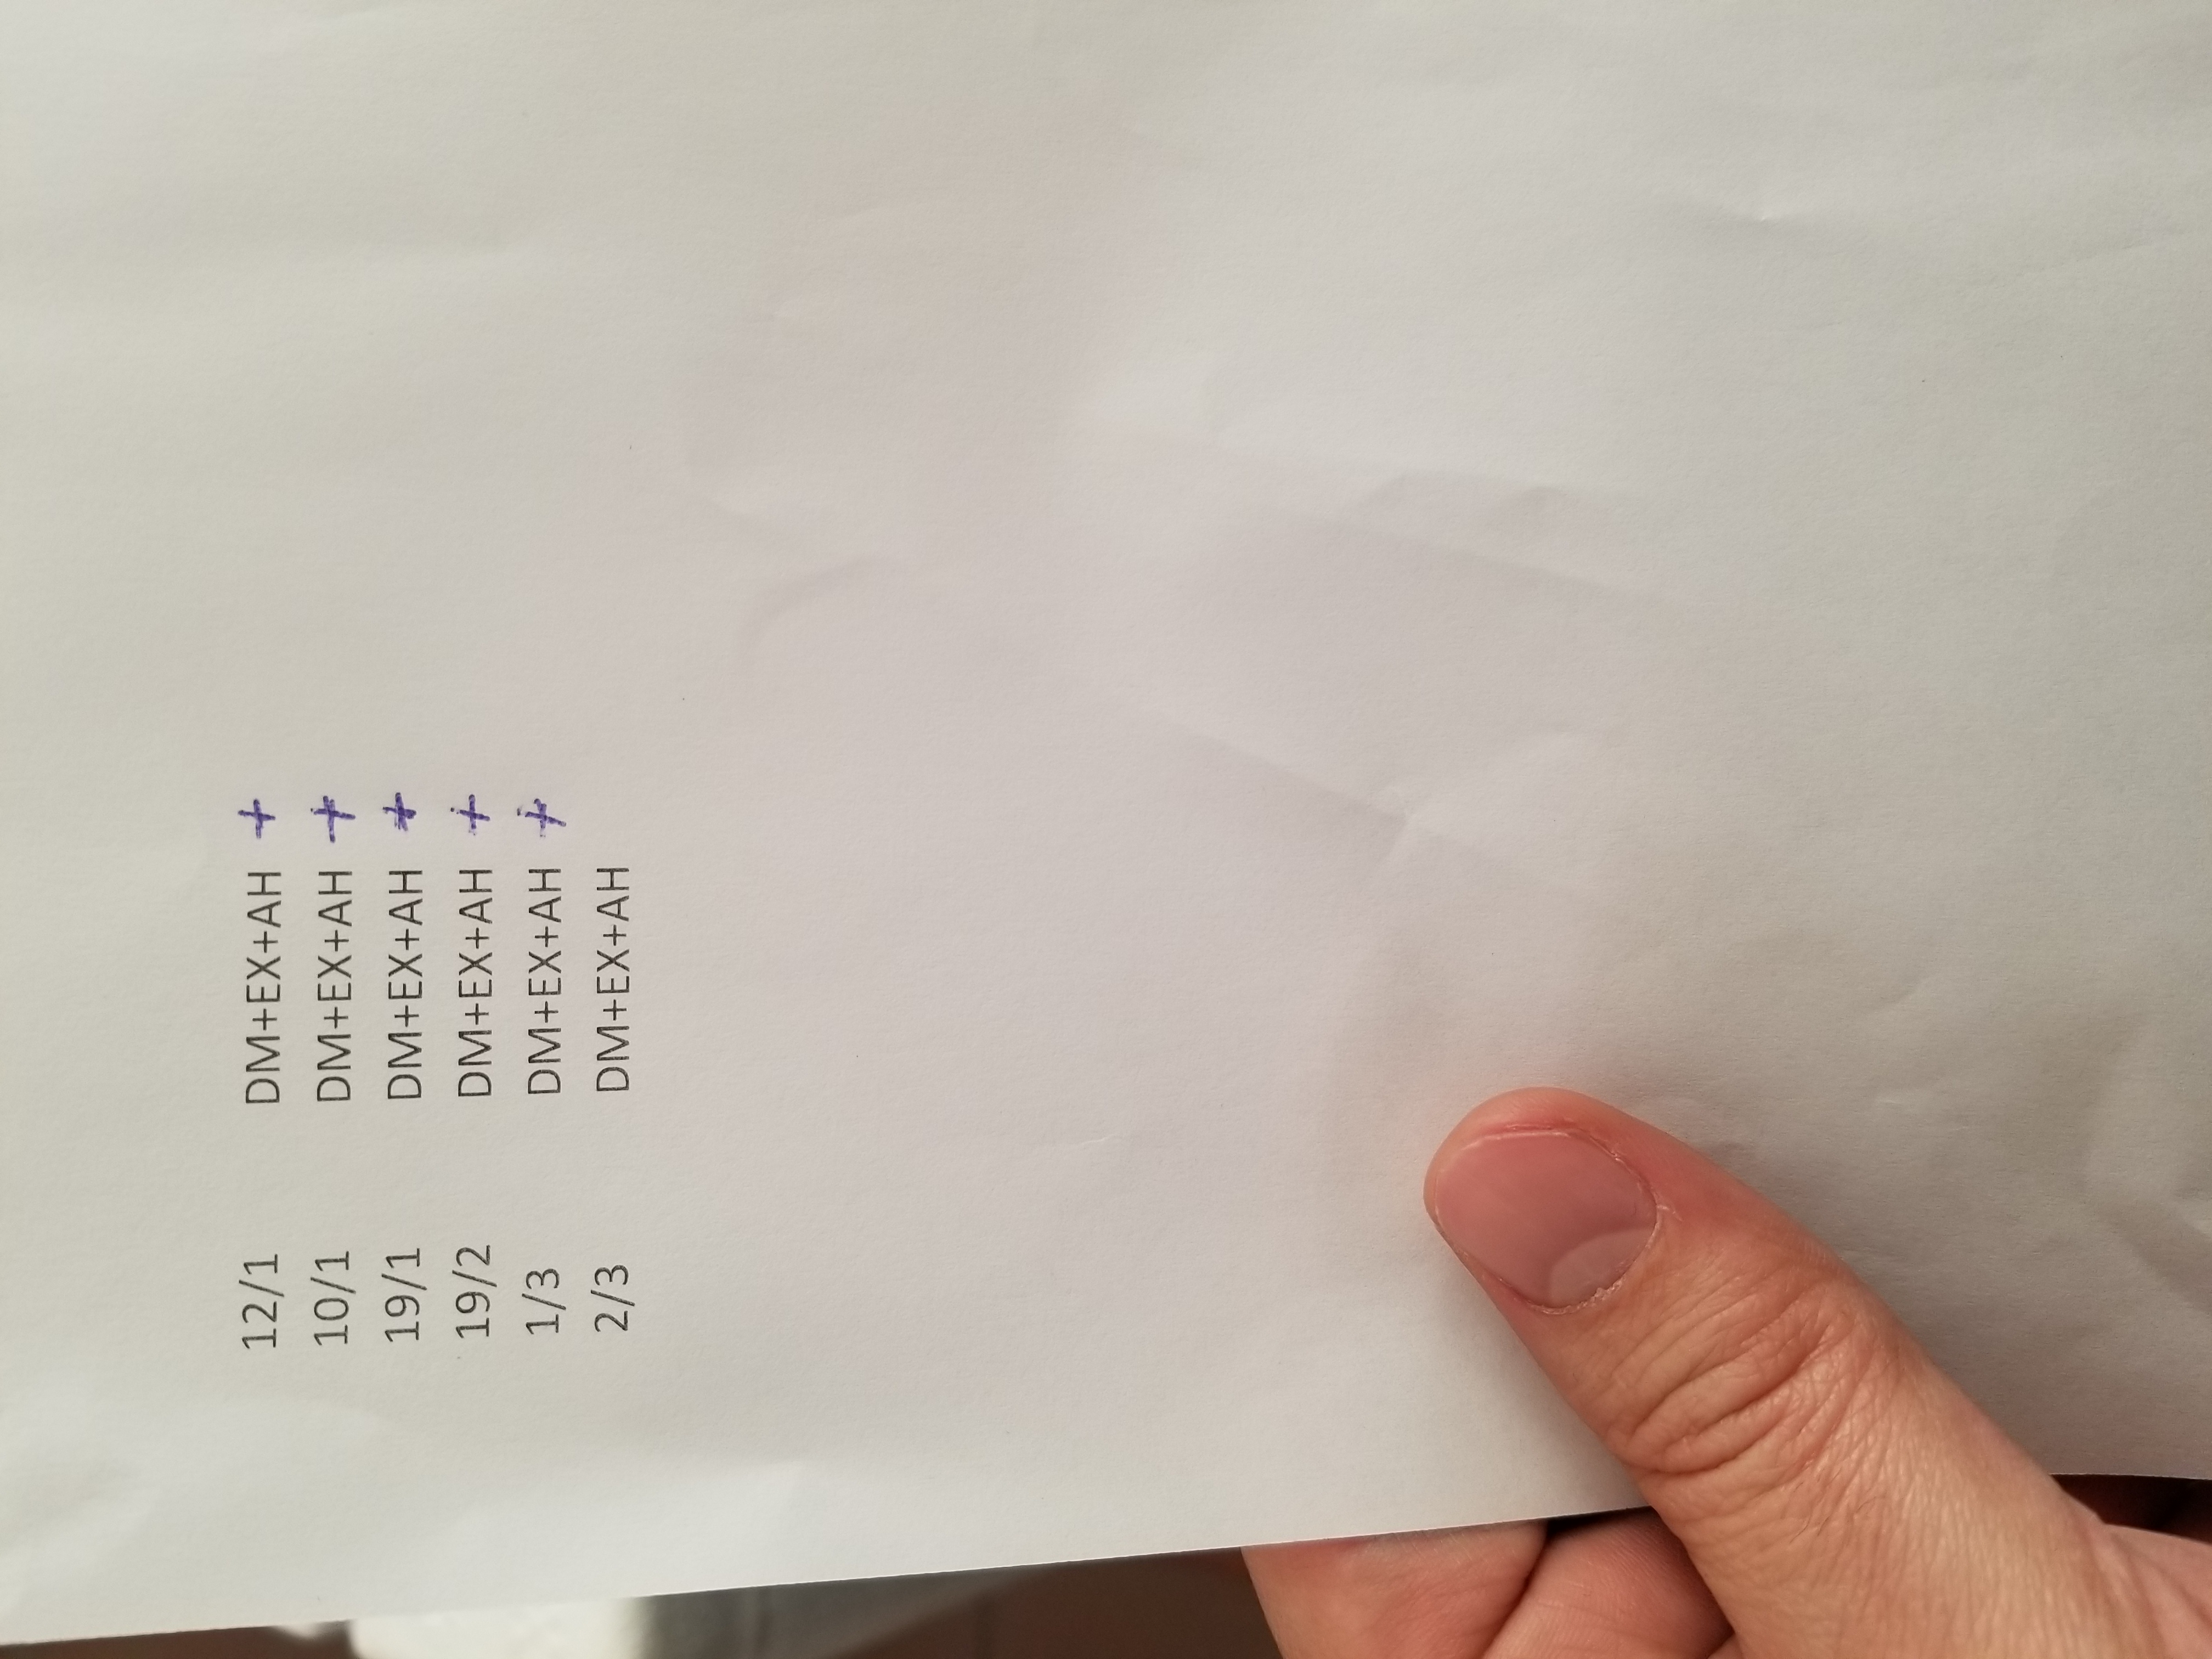 12/1 DM+EX+AH +
10/1 DM+EX+AH +
19/1 DM+EX+AH +
19/2 DM+EX+AH +
1/3 DM+EX+AH +
2/3 DM+EX+AH